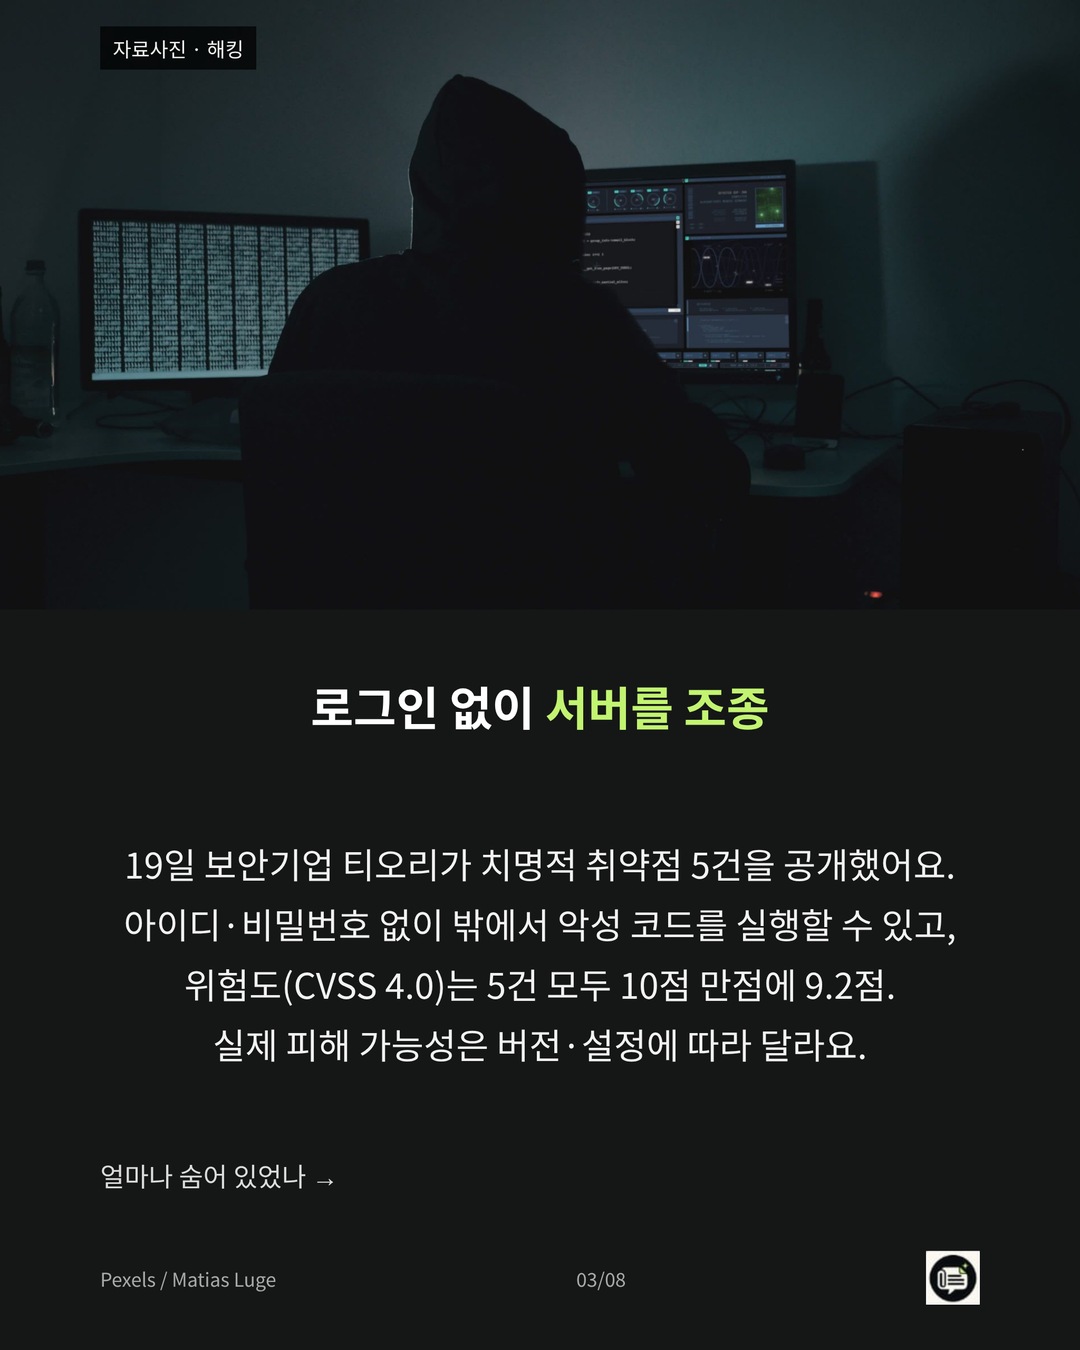 자료사진 · 해킹
로그인 없이 서버를 조종
19일 보안기업 티오리가 치명적 취약점 5건을 공개했어요.
아이디·비밀번호 없이 밖에서 악성 코드를 실행할 수 있고,
위험도(CVSS 4.0)는 5건 모두 10점 만점에 9.2점.
실제 피해 가능성은 버전·설정에 따라 달라요.
얼마나 숨어 있었나 →
Pexels / Matias Luge
03/08